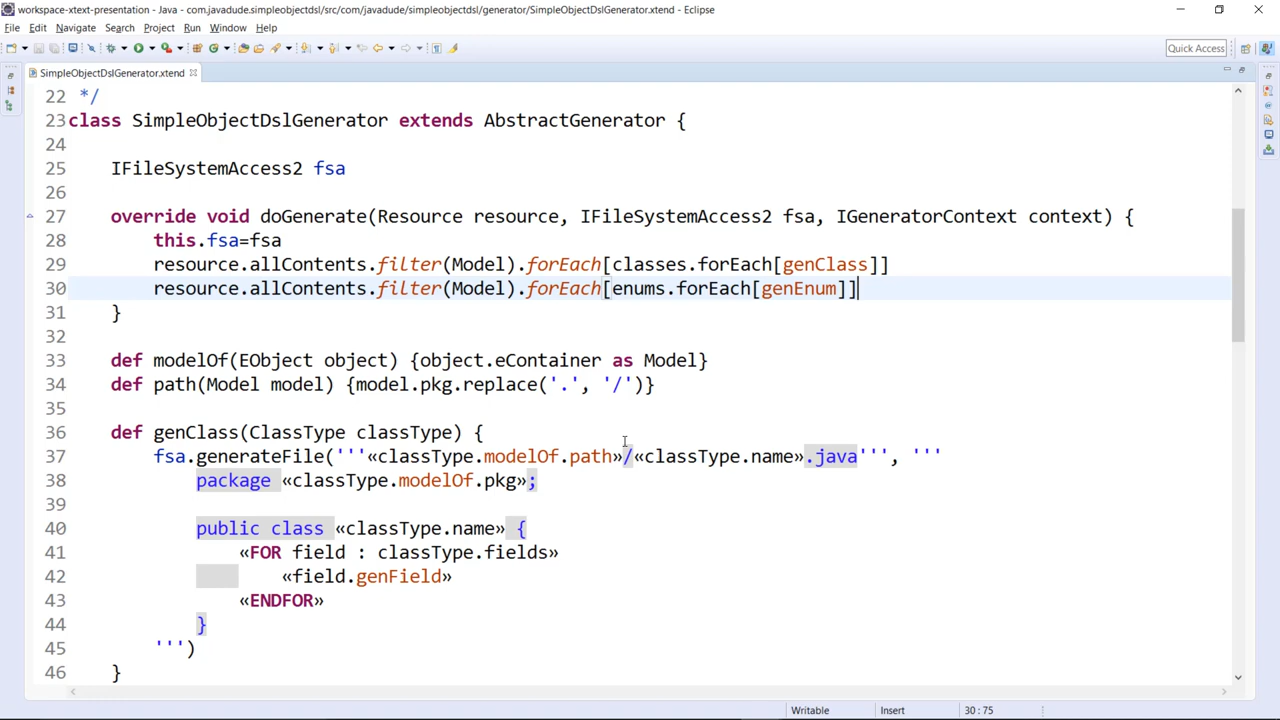 workspace-xtext-presentation - Java - com.javadude.simpleobjectdsl/src/com/javadude/simpleobjectdsl/generator/SimpleObjectDslGenerator.xtend - Eclipse
File Edit Navigate Search Project Run Window Help
Quick Access
SimpleObjectDslGenerator.xtend
22 */
23 class SimpleObjectDslGenerator extends AbstractGenerator {
24
25 IFileSystemAccess2 fsa
26
27 override void doGenerate(Resource resource, IFileSystemAccess2 fsa, IGeneratorContext context) {
28 this.fsa=fsa
29 resource.allContents.filter(Model).forEach[classes.forEach[genClass]]
30 resource.allContents.filter(Model).forEach[enums.forEach[genEnum]]
31 }
32
33 def modelOf(EObject object) {object.eContainer as Model}
34 def path(Model model) {model.pkg.replace('.', '/')}
35
36 def genClass(ClassType classType) {
37 fsa.generateFile('''«classType.modelOf.path»/«classType.name».java''', '''
38 package «classType.modelOf.pkg»;
39
40 public class «classType.name» {
41 «FOR field : classType.fields»
42 «field.genField»
43 «ENDFOR»
44 }
45 ''')
46 }
Writable Insert 30 : 75